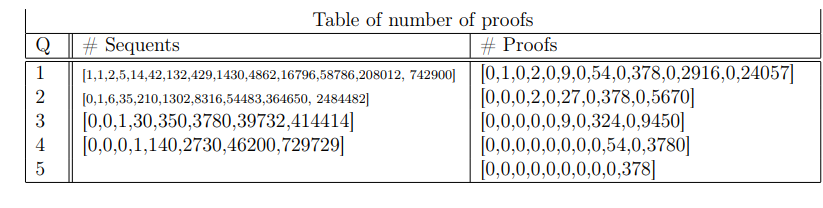 Table of number of proofs
Q # Sequents # Proofs
1 [1,1,2,5,14,42,132,429,1430,4862,16796,58786,208012, 742900] [0,1,0,2,0,9,0,54,0,378,0,2916,0,24057]
2 [0,1,6,35,210,1302,8316,54483,364650, 2484482] [0,0,0,2,0,27,0,378,0,5670]
3 [0,0,1,30,350,3780,39732,414414] [0,0,0,0,0,9,0,324,0,9450]
4 [0,0,0,1,140,2730,46200,729729] [0,0,0,0,0,0,0,54,0,3780]
5 [0,0,0,0,0,0,0,0,0,378]